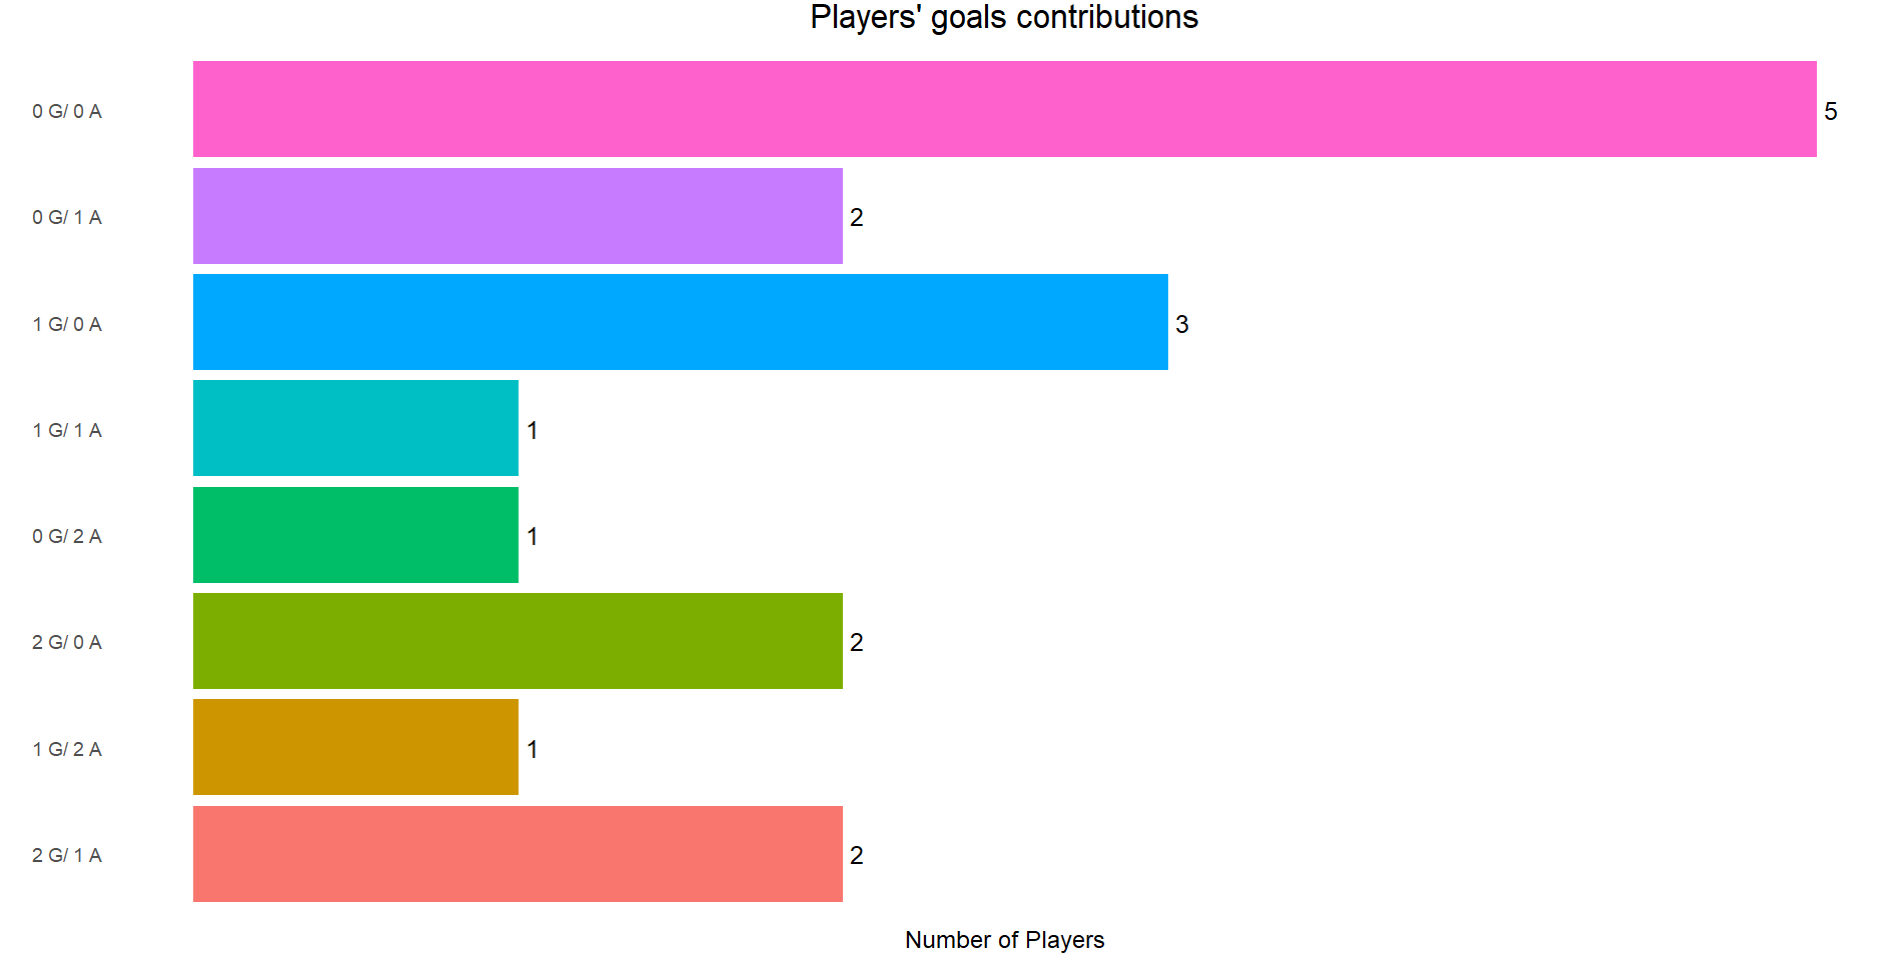 Players' goals contributions
0 G/ 0 A 5
0 G/ 1 A 2
1 G/ 0 A 3
1 G/ 1 A 1
0 G/ 2 A 1
2 G/ 0 A 2
1 G/ 2 A 1
2 G/ 1 A 2
Number of Players